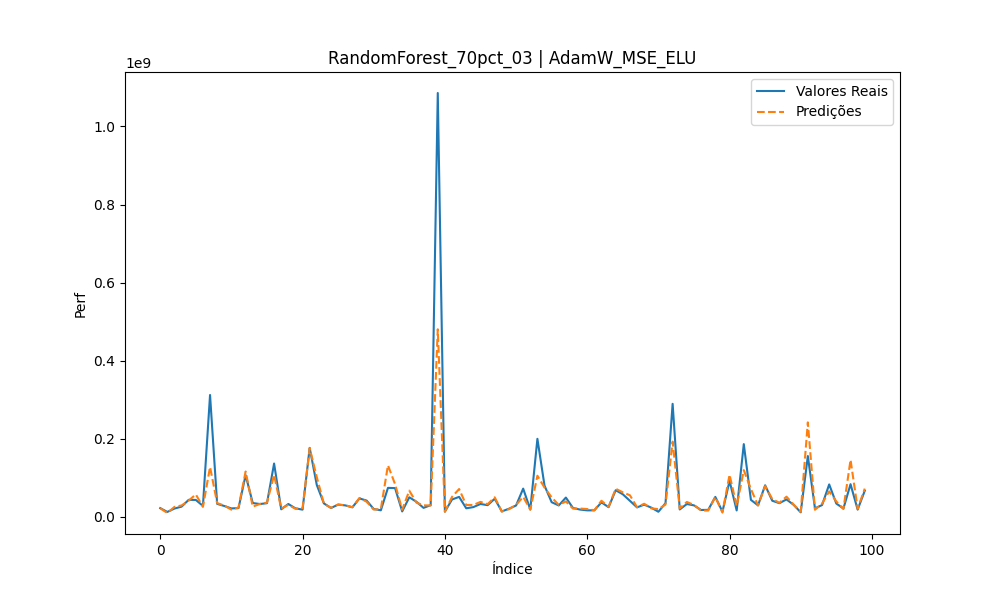 RandomForest_70pct_03 | AdamW_MSE_ELU
1e9
Valores Reais
Predições
1.0
0.8
0.6
0.4
0.2
0.0
Perf
0
20
40
60
80
100
Índice